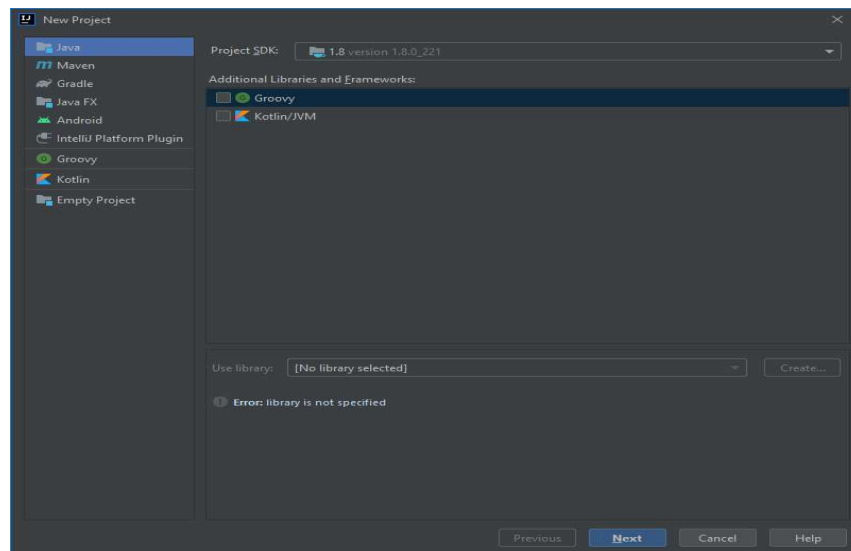 New Project
Java
Maven
Gradle
Java FX
Android
IntelliJ Platform Plugin
Groovy
Kotlin
Empty Project
Project SDK: 1.8 version 1.8.0_221
Additional Libraries and Frameworks:
Groovy
Kotlin/JVM
Use library: [No library selected] Create...
Error: library is not specified
Previous Next Cancel Help